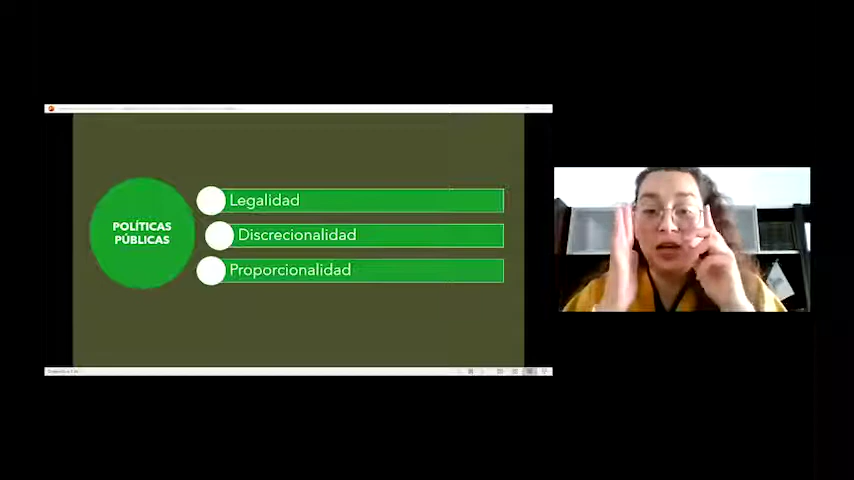 POLÍTICAS
PÚBLICAS
Legalidad
Discrecionalidad
Proporcionalidad